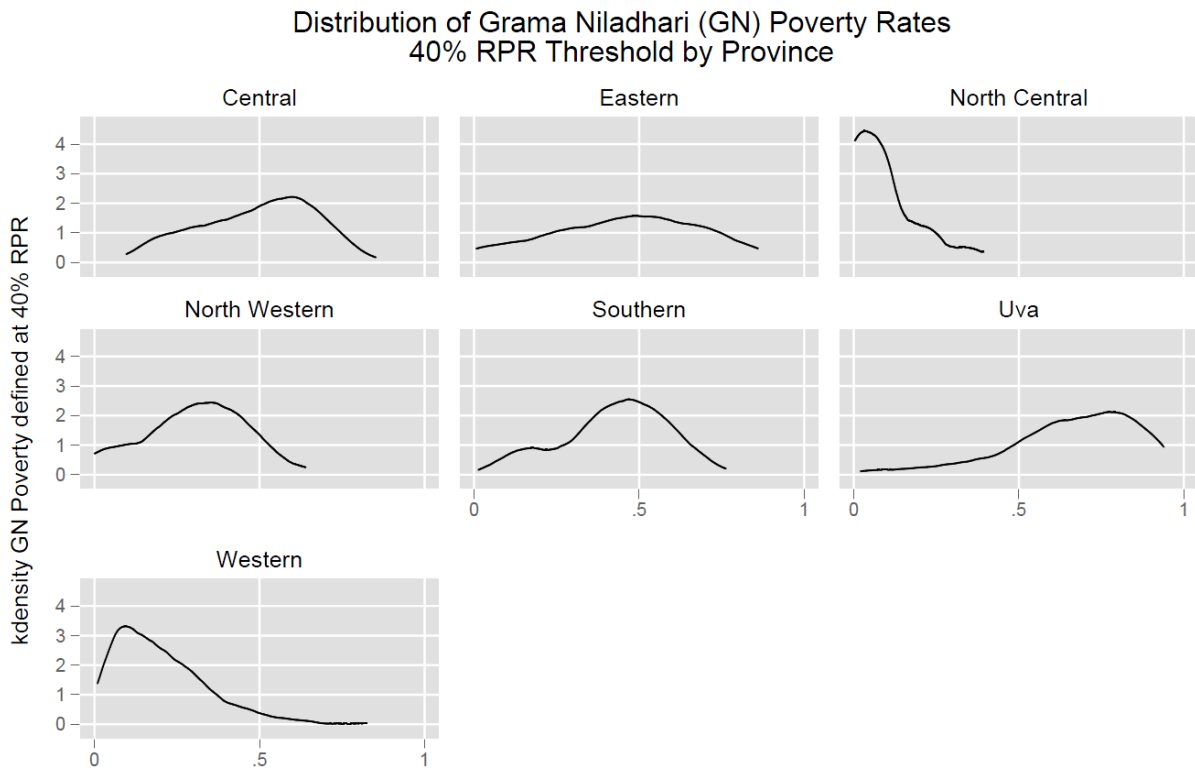 Distribution of Grama Niladhari (GN) Poverty Rates
40% RPR Threshold by Province
kdensity GN Poverty defined at 40% RPR
Central
Eastern
North Central
4
3
2
1
0
North Western
Southern
Uva
4
3
2
1
0
0
.5
1
0
.5
1
Western
4
3
2
1
0
0
.5
1